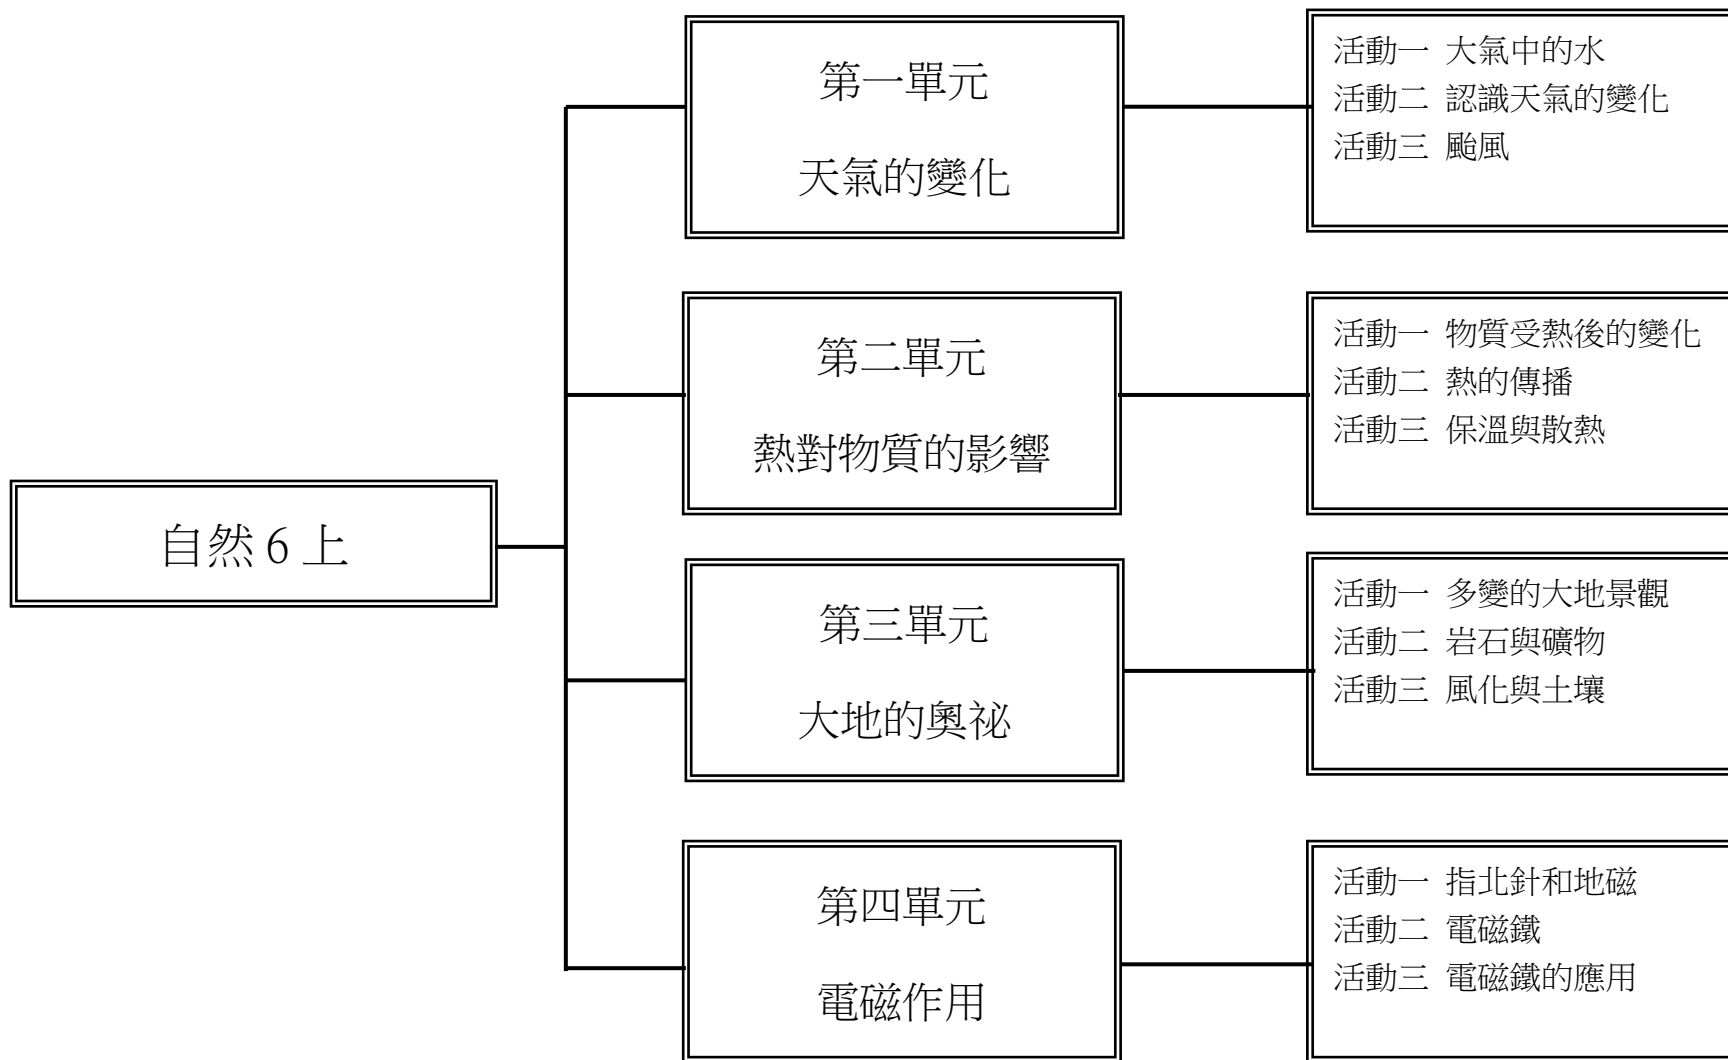 自然6上
第一單元
天氣的變化
活動一 大氣中的水
活動二 認識天氣的變化
活動三 颱風
第二單元
熱對物質的影響
活動一 物質受熱後的變化
活動二 熱的傳播
活動三 保溫與散熱
第三單元
大地的奧祕
活動一 多變的大地景觀
活動二 岩石與礦物
活動三 風化與土壤
第四單元
電磁作用
活動一 指北針和地磁
活動二 電磁鐵
活動三 電磁鐵的應用